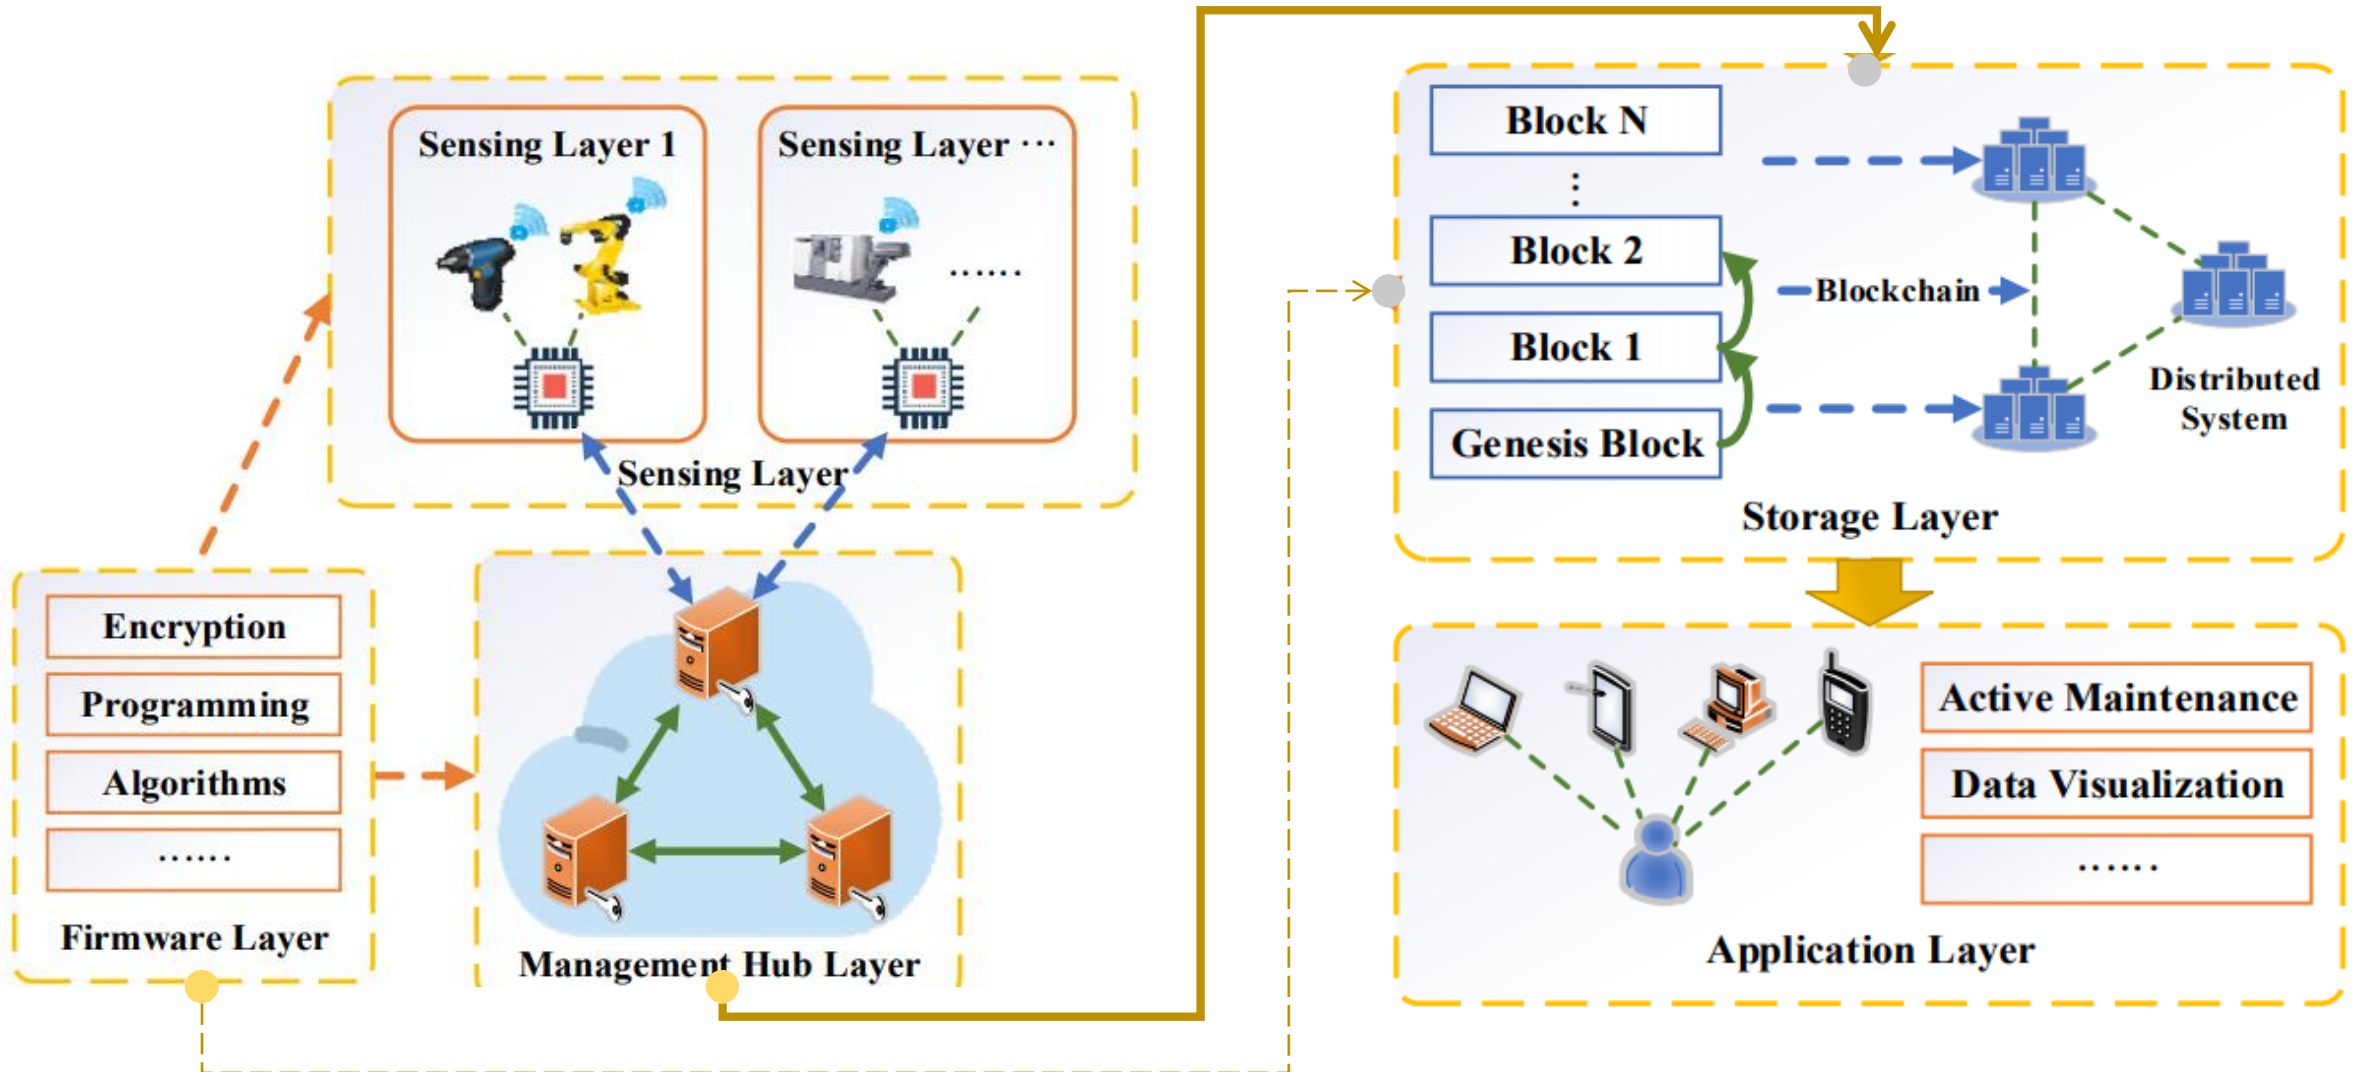 Sensing Layer 1
Sensing Layer ···
······
Sensing Layer
Encryption
Programming
Algorithms
······
Firmware Layer
Management Hub Layer
Block N
⋮
Block 2
Block 1
Genesis Block
Blockchain
Distributed
System
Storage Layer
Active Maintenance
Data Visualization
······
Application Layer